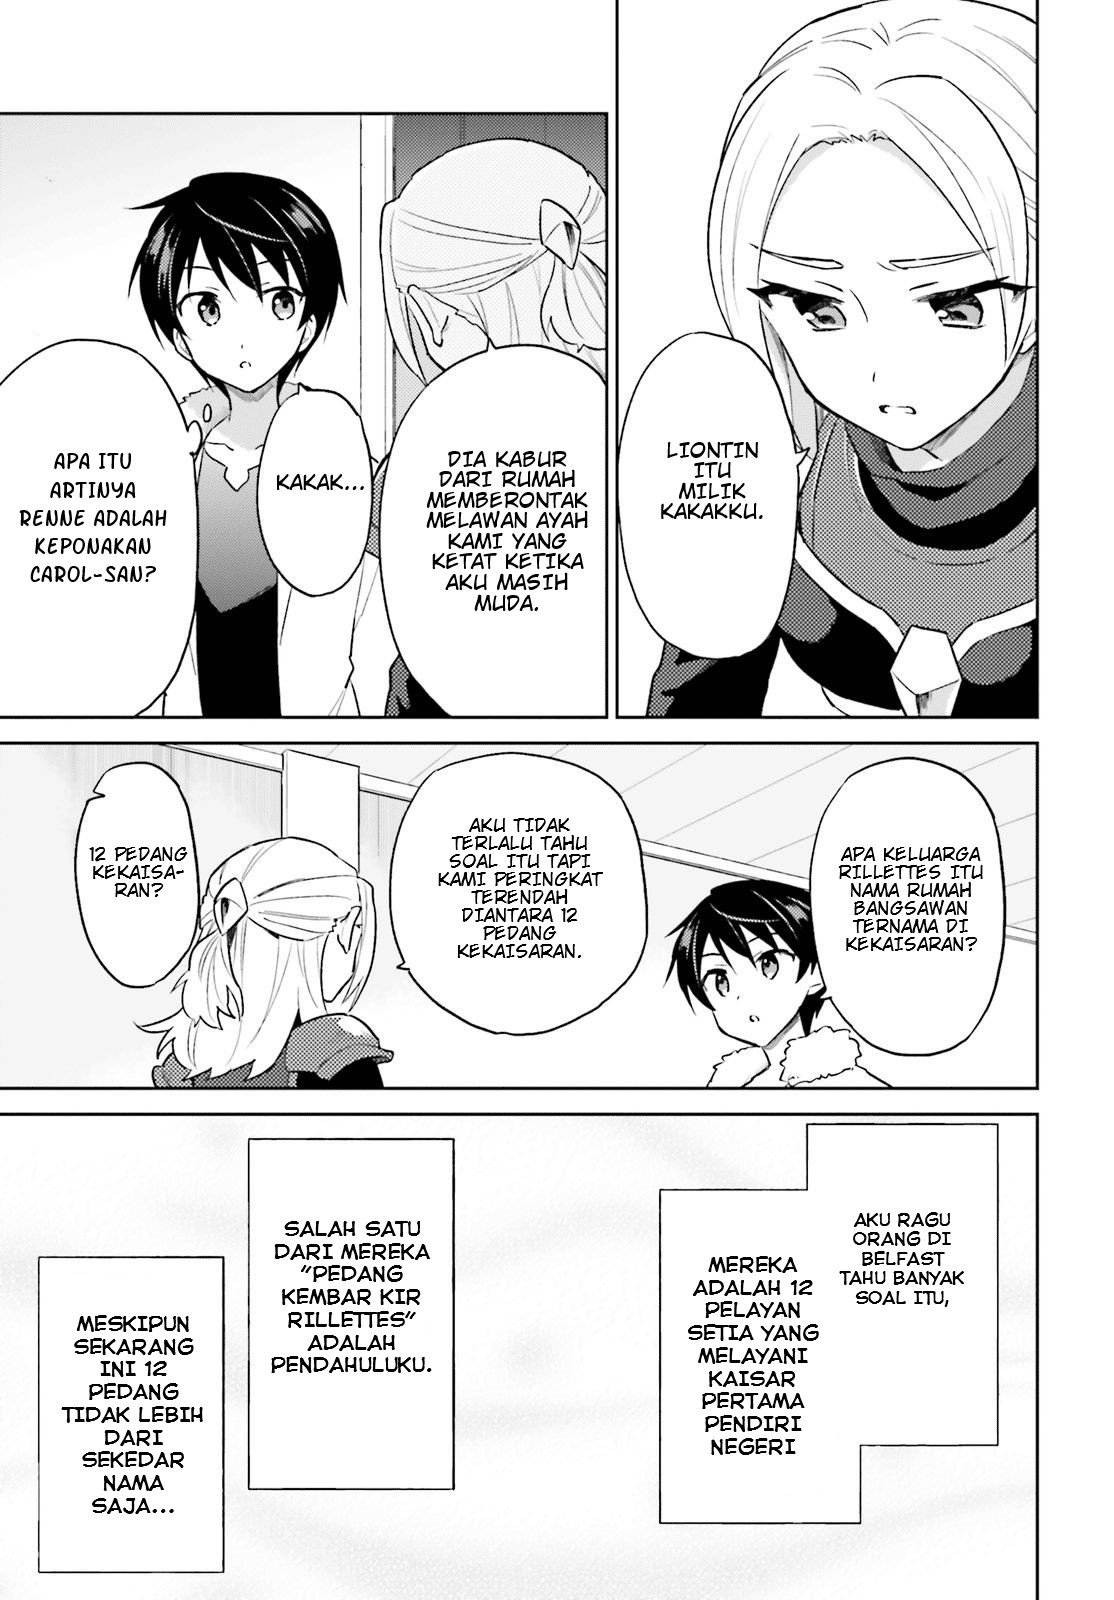 LIONTIN
ITU
MILIK
KAKAKKU.
DIA KABUR
DARI RUMAH
MEMBERONTAK
MELAWAN AYAH
KAMI YANG
KETAT KETIKA
AKU MASIH
MUDA.
KAKAK...
APA ITU
ARTINYA
RENNE ADALAH
KEPONAKAN
CAROL-SAN?
APA KELUARGA
RILLETTES ITU
NAMA RUMAH
BANGSAWAN
TERNAMA DI
KEKAISARAN?
AKU TIDAK
TERLALU TAHU
SOAL ITU TAPI
KAMI PERINGKAT
TERENDAH
DIANTARA 12
PEDANG
KEKAISARAN.
12 PEDANG
KEKAISA-
RAN?
AKU RAGU
ORANG DI
BELFAST
TAHU BANYAK
SOAL ITU,
MEREKA
ADALAH 12
PELAYAN
SETIA YANG
MELAYANI
KAISAR
PERTAMA
PENDIRI
NEGERI
SALAH SATU
DARI MEREKA
"PEDANG
KEMBAR KIR
RILLETTES"
ADALAH
PENDAHULUKU.
MESKIPUN
SEKARANG
INI 12
PEDANG
TIDAK LEBIH
DARI
SEKEDAR
NAMA
SAJA...